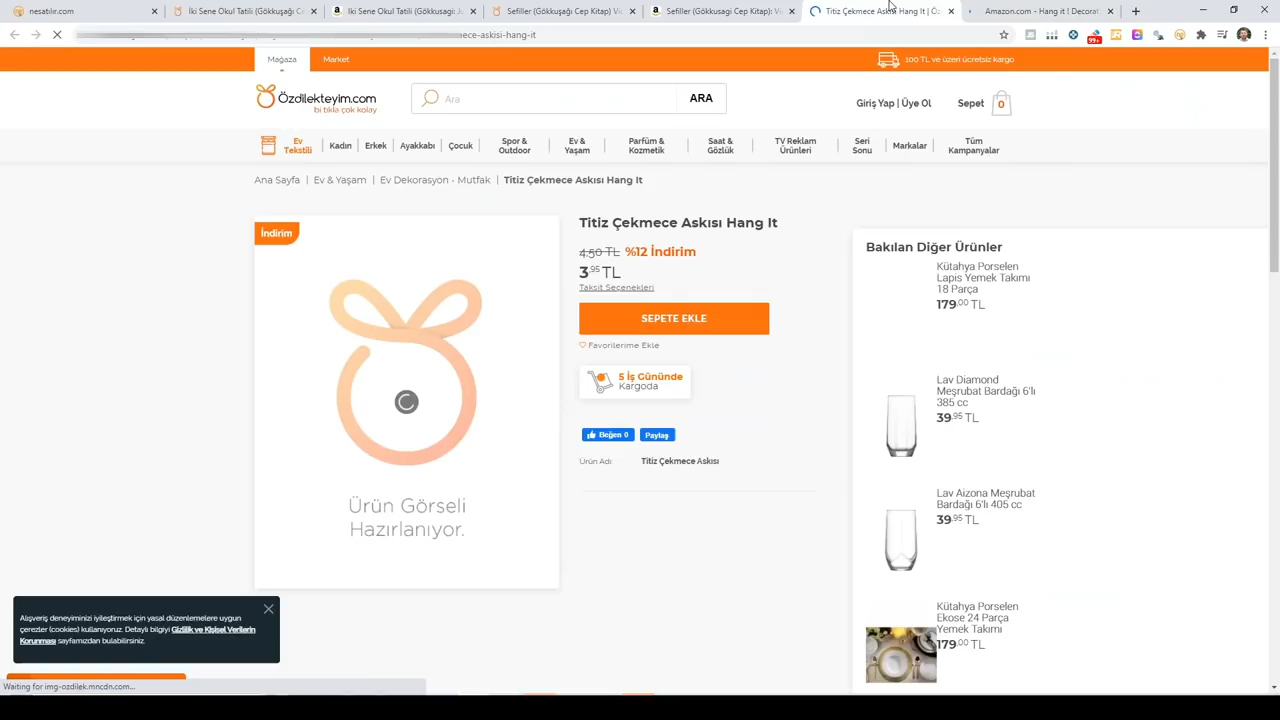 nesatilir.com
İki Sene Okul Tatili (Gökkuşağı Ce
İki Sene Okul Tatili (Gökkusagi Ju
Sefiller (Gökkuşağı Cep Kitap) Vic
Sefiller (Gökkusagi Cep Kitap): Vi
Titiz Çekmece Askısı Hang It | Öz
Amazon.com - Hang it ! Decorat
mece-askisi-hang-it
99+
Mağaza
Market
100 TL ve üzeri ücretsiz kargo
Özdilekteyim.com
bi tıkla çok kolay
Ara
ARA
Giriş Yap | Üye Ol
Sepet
0
Ev Tekstili
Kadın
Erkek
Ayakkabı
Çocuk
Spor & Outdoor
Ev & Yaşam
Parfüm & Kozmetik
Saat & Gözlük
TV Reklam Ürünleri
Seri Sonu
Markalar
Tüm Kampanyalar
Ana Sayfa | Ev & Yaşam | Ev Dekorasyon - Mutfak | Titiz Çekmece Askısı Hang It
İndirim
Ürün Görseli
Hazırlanıyor.
Titiz Çekmece Askısı Hang It
4,50 TL %12 İndirim
3,95 TL
Taksit Seçenekleri
SEPETE EKLE
Favorilerime Ekle
5 İş Gününde
Kargoda
Beğen 0
Paylaş
Ürün Adı:
Titiz Çekmece Askısı
Bakılan Diğer Ürünler
Kütahya Porselen
Lapis Yemek Takımı
18 Parça
179,00 TL
Lav Diamond
Meşrubat Bardağı 6'lı
385 cc
39,95 TL
Lav Aizona Meşrubat
Bardağı 6'lı 405 cc
39,95 TL
Kütahya Porselen
Ekose 24 Parça
Yemek Takımı
179,00 TL
Alışveriş deneyiminizi iyileştirmek için yasal düzenlemelere uygun
çerezler (cookies) kullanıyoruz. Detaylı bilgiyi Gizlilik ve Kişisel Verilerin
Korunması sayfamızdan bulabilirsiniz.
Waiting for img-ozdilek.mncdn.com...